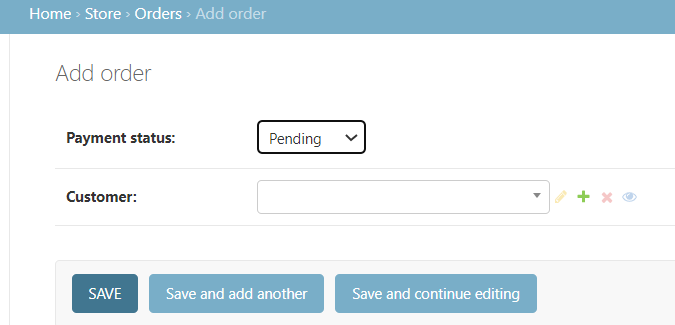 Home › Store › Orders › Add order
Add order
Payment status: Pending
Customer:
SAVE Save and add another Save and continue editing